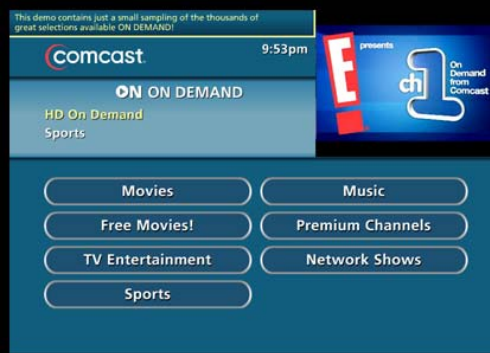 This demo contains just a small sampling of the thousands of
great selections available ON DEMAND!
comcast.
9:53pm
ON ON DEMAND
HD On Demand
Sports
E!
presents
ch1
On
Demand
from
Comcast
Movies
Music
Free Movies!
Premium Channels
TV Entertainment
Network Shows
Sports